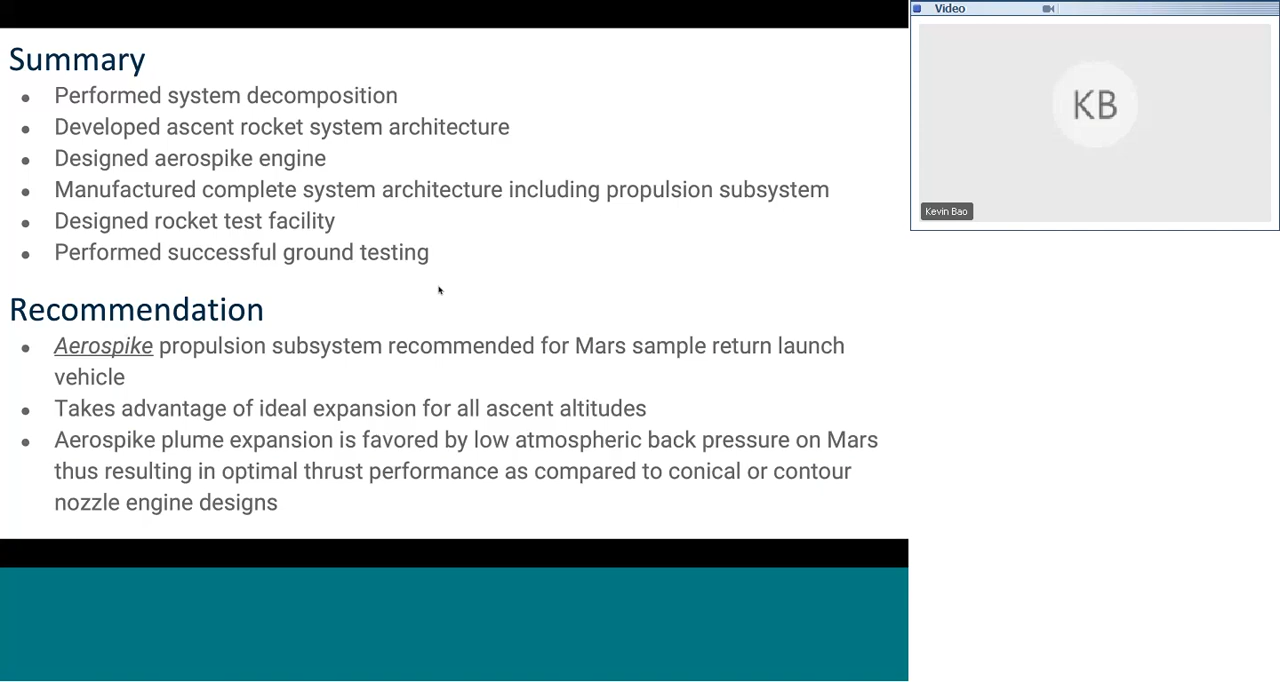 Summary
• Performed system decomposition
• Developed ascent rocket system architecture
• Designed aerospike engine
• Manufactured complete system architecture including propulsion subsystem
• Designed rocket test facility
• Performed successful ground testing
Recommendation
• Aerospike propulsion subsystem recommended for Mars sample return launch
vehicle
• Takes advantage of ideal expansion for all ascent altitudes
• Aerospike plume expansion is favored by low atmospheric back pressure on Mars
thus resulting in optimal thrust performance as compared to conical or contour
nozzle engine designs
Video
KB
Kevin Bao